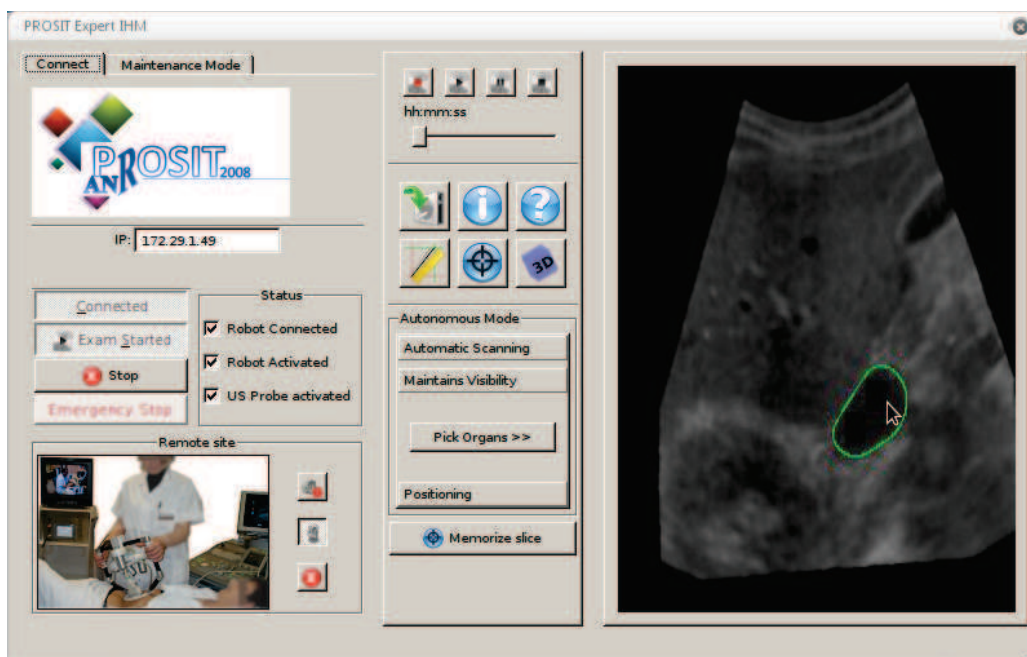 PROSIT Expert IHM
Connect
Maintenance Mode
PROSIT 2008
ANR
IP: 172.29.1.49
Connected
Exam Started
Stop
Emergency Stop
Status
Robot Connected
Robot Activated
US Probe activated
Remote site
hh:mm:ss
i
?
3D
Autonomous Mode
Automatic Scanning
Maintains Visibility
Pick Organs >>
Positioning
Memorize slice